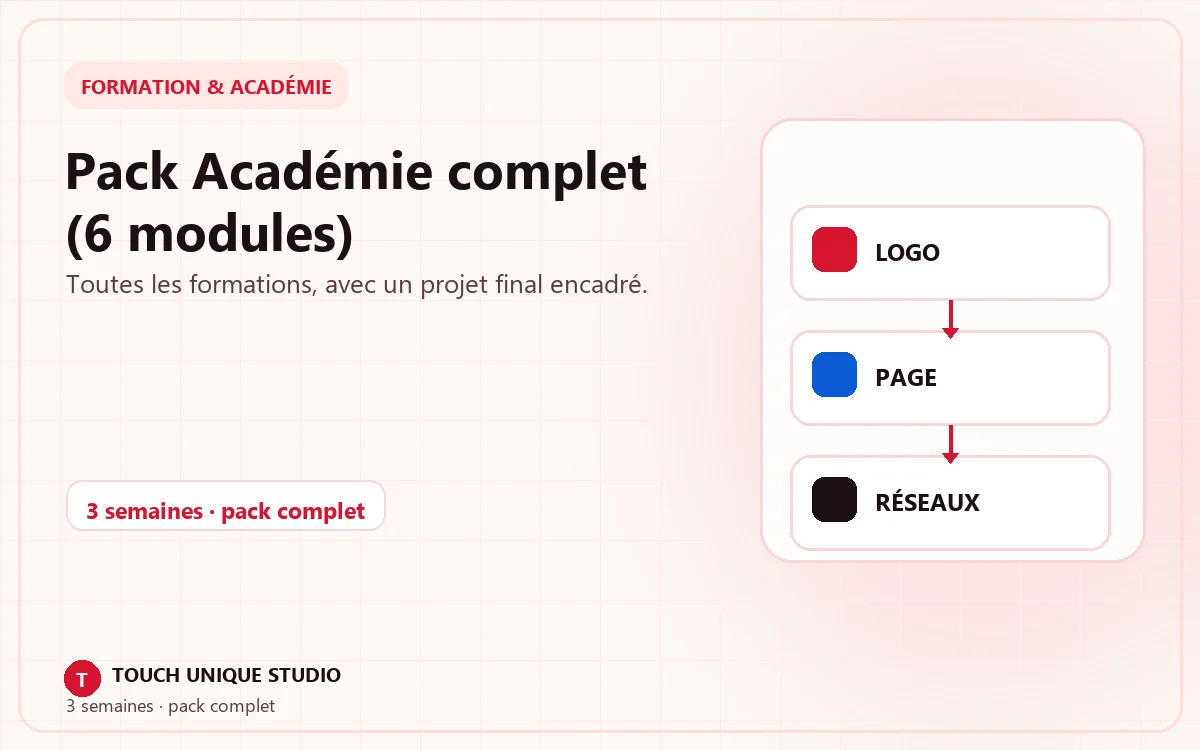 FORMATION & ACADÉMIE
Pack Académie complet
(6 modules)
Toutes les formations, avec un projet final encadré.
3 semaines · pack complet
LOGO
PAGE
RÉSEAUX
T
TOUCH UNIQUE STUDIO
3 semaines · pack complet